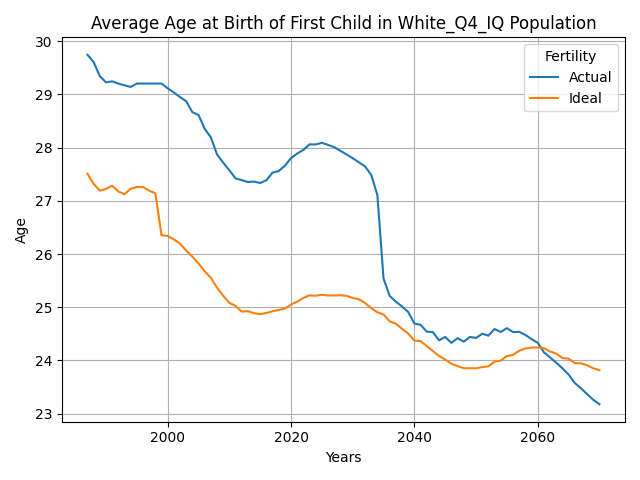 Average Age at Birth of First Child in White_Q4_IQ Population
Fertility
Actual
Ideal
30
29
28
27
26
25
24
23
Age
2000
2020
2040
2060
Years